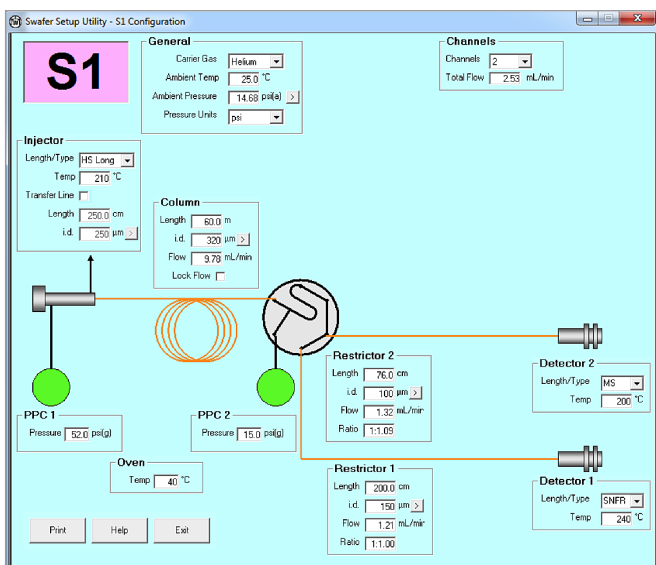 Swafer Setup Utility - S1 Configuration
S1
General
Carrier Gas Helium
Ambient Temp 25.0 °C
Ambient Pressure 14.68 psi(a) >
Pressure Units psi
Channels
Channels 2
Total Flow 2.53 mL/min
Injector
Length/Type HS Long
Temp 210 °C
Transfer Line
Length 250.0 cm
i.d. 250 µm >
Column
Length 60.0 m
i.d. 320 µm >
Flow 9.78 mL/min
Lock Flow
PPC 1
Pressure 52.0 psi(g)
PPC 2
Pressure 15.0 psi(g)
Restrictor 2
Length 76.0 cm
i.d. 100 µm >
Flow 1.32 mL/min
Ratio 1:1.09
Detector 2
Length/Type MS
Temp 200 °C
Oven
Temp 40 °C
Restrictor 1
Length 200.0 cm
i.d. 150 µm >
Flow 1.21 mL/min
Ratio 1:1.00
Detector 1
Length/Type SNFR
Temp 240 °C
Print Help Exit